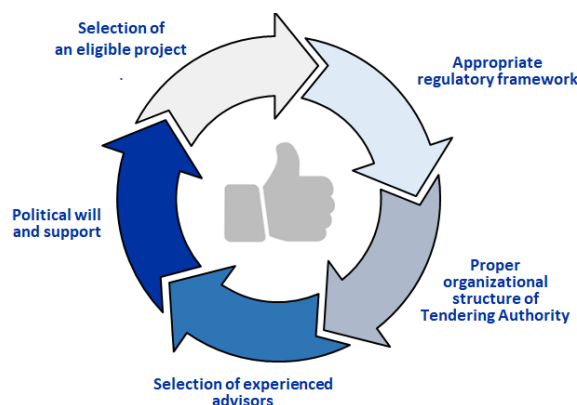 Selection of
an eligible project
.
Appropriate
regulatory framework
Proper
organizational
structure of
Tendering Authority
Selection of experienced
advisors
Political will
and support